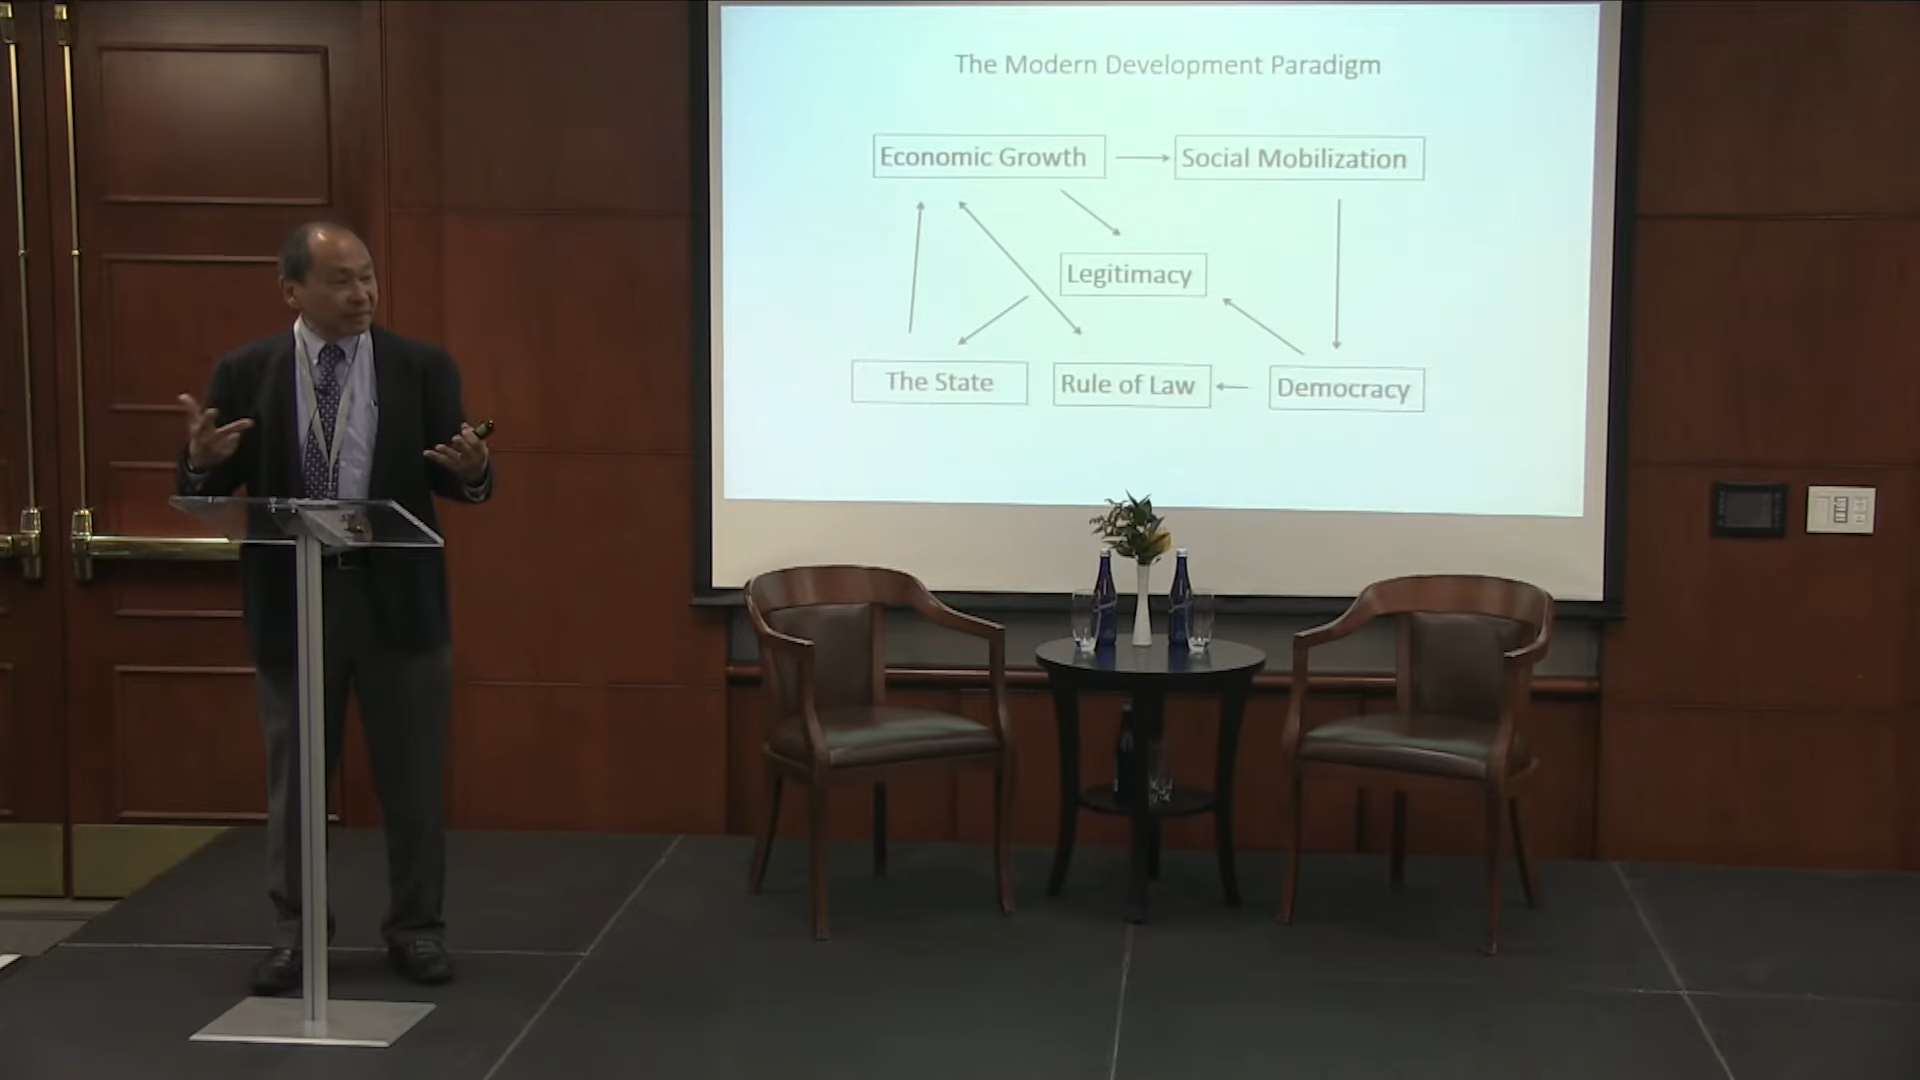 The Modern Development Paradigm
Economic Growth
Social Mobilization
Legitimacy
The State
Rule of Law
Democracy